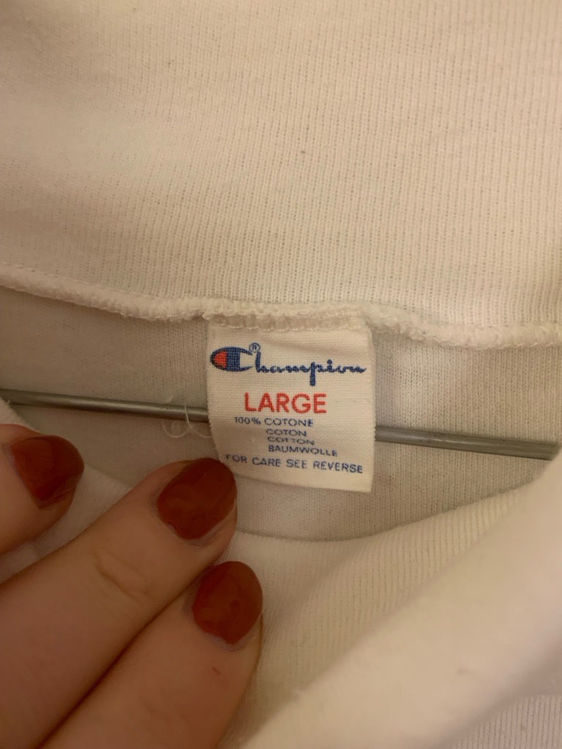 Champion®
LARGE
100% COTONE
COTON
COTTON
BAUMWOLLE
FOR CARE SEE REVERSE